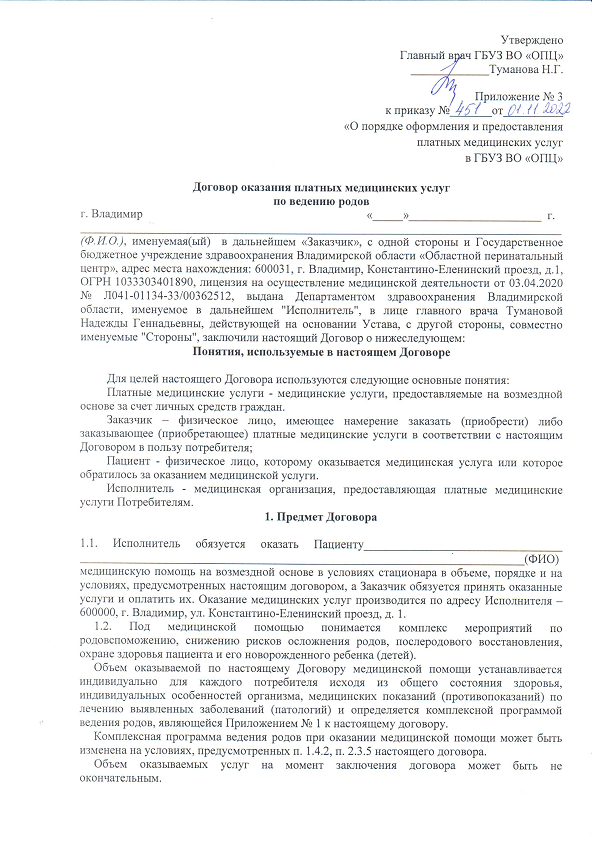 Утверждено
Главный врач ГБУЗ ВО «ОПЦ»
_____________Туманова Н.Г.
Приложение № 3
к приказу № 451 от 01.11.2022
«О порядке оформления и предоставления
платных медицинских услуг
в ГБУЗ ВО «ОПЦ»
Договор оказания платных медицинских услуг
по ведению родов
г. Владимир «_____»______________________ г.
(Ф.И.О.), именуемая(ый) в дальнейшем «Заказчик», с одной стороны и Государственное
бюджетное учреждение здравоохранения Владимирской области «Областной перинатальный
центр», адрес места нахождения: 600031, г. Владимир, Константино-Еленинский проезд, д.1,
ОГРН 1033303401890, лицензия на осуществление медицинской деятельности от 03.04.2020
№ Л041-01134-33/00362512, выдана Департаментом здравоохранения Владимирской
области, именуемое в дальнейшем "Исполнитель", в лице главного врача Тумановой
Надежды Геннадьевны, действующей на основании Устава, с другой стороны, совместно
именуемые "Стороны", заключили настоящий Договор о нижеследующем:
Понятия, используемые в настоящем Договоре
Для целей настоящего Договора используются следующие основные понятия:
Платные медицинские услуги - медицинские услуги, предоставляемые на возмездной
основе за счет личных средств граждан.
Заказчик – физическое лицо, имеющее намерение заказать (приобрести) либо
заказывающее (приобретающее) платные медицинские услуги в соответствии с настоящим
Договором в пользу потребителя;
Пациент - физическое лицо, которому оказывается медицинская услуга или которое
обратилось за оказанием медицинской услуги.
Исполнитель - медицинская организация, предоставляющая платные медицинские
услуги Потребителям.
1. Предмет Договора
1.1. Исполнитель обязуется оказать Пациенту_________________________________
__________________________________________________________________________(ФИО)
медицинскую помощь на возмездной основе в условиях стационара в объеме, порядке и на
условиях, предусмотренных настоящим договором, а Заказчик обязуется принять оказанные
услуги и оплатить их. Оказание медицинских услуг производится по адресу Исполнителя –
600000, г. Владимир, ул. Константино-Еленинский проезд, д. 1.
1.2. Под медицинской помощью понимается комплекс мероприятий по
родовспоможению, снижению рисков осложнения родов, послеродового восстановления,
охране здоровья пациента и его новорожденного ребенка (детей).
Объем оказываемой по настоящему Договору медицинской помощи устанавливается
индивидуально для каждого потребителя исходя из общего состояния здоровья,
индивидуальных особенностей организма, медицинских показаний (противопоказаний) по
лечению выявленных заболеваний (патологий) и определяется комплексной программой
ведения родов, являющейся Приложением № 1 к настоящему договору.
Комплексная программа ведения родов при оказании медицинской помощи может быть
изменена на условиях, предусмотренных п. 1.4.2, п. 2.3.5 настоящего договора.
Объем оказываемых услуг на момент заключения договора может быть не
окончательным.